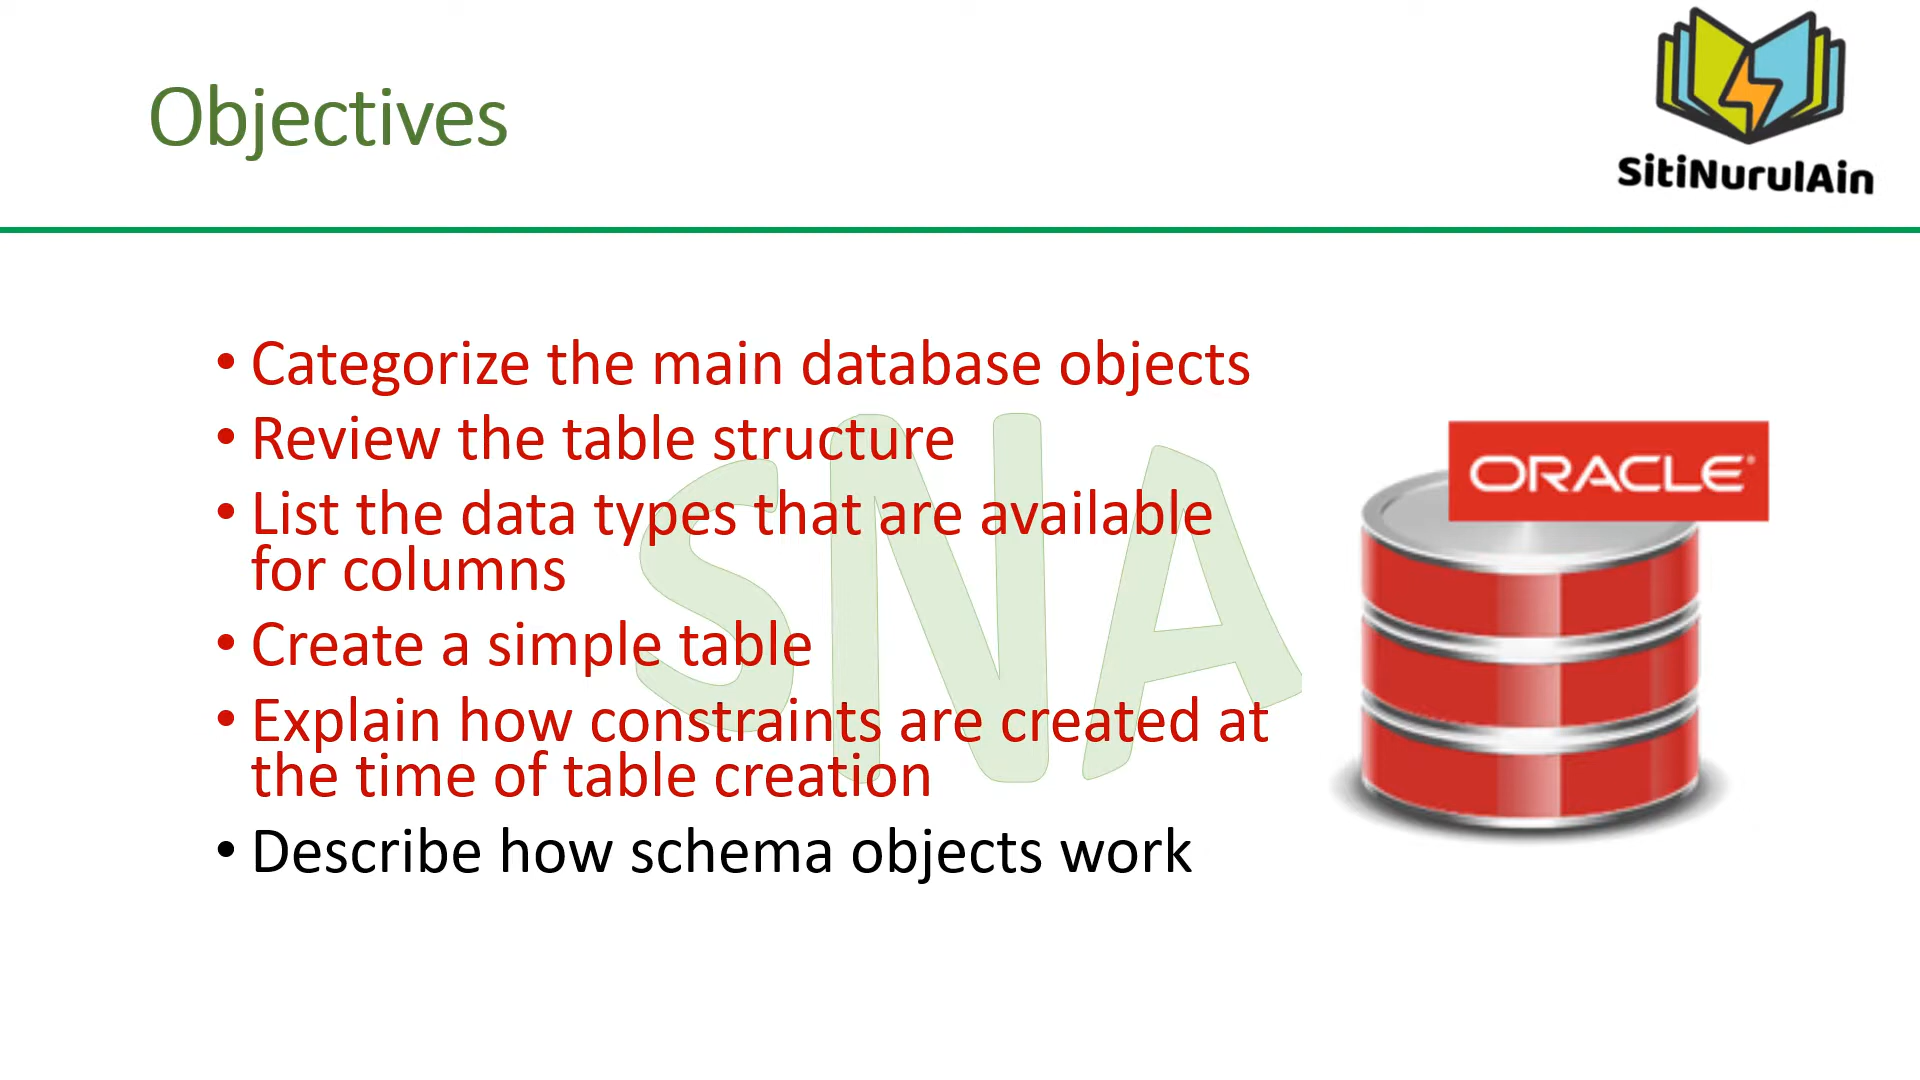 Objectives
SitiNurulAin
• Categorize the main database objects
• Review the table structure
• List the data types that are available
for columns
• Create a simple table
• Explain how constraints are created at
the time of table creation
• Describe how schema objects work
SNA
ORACLE®